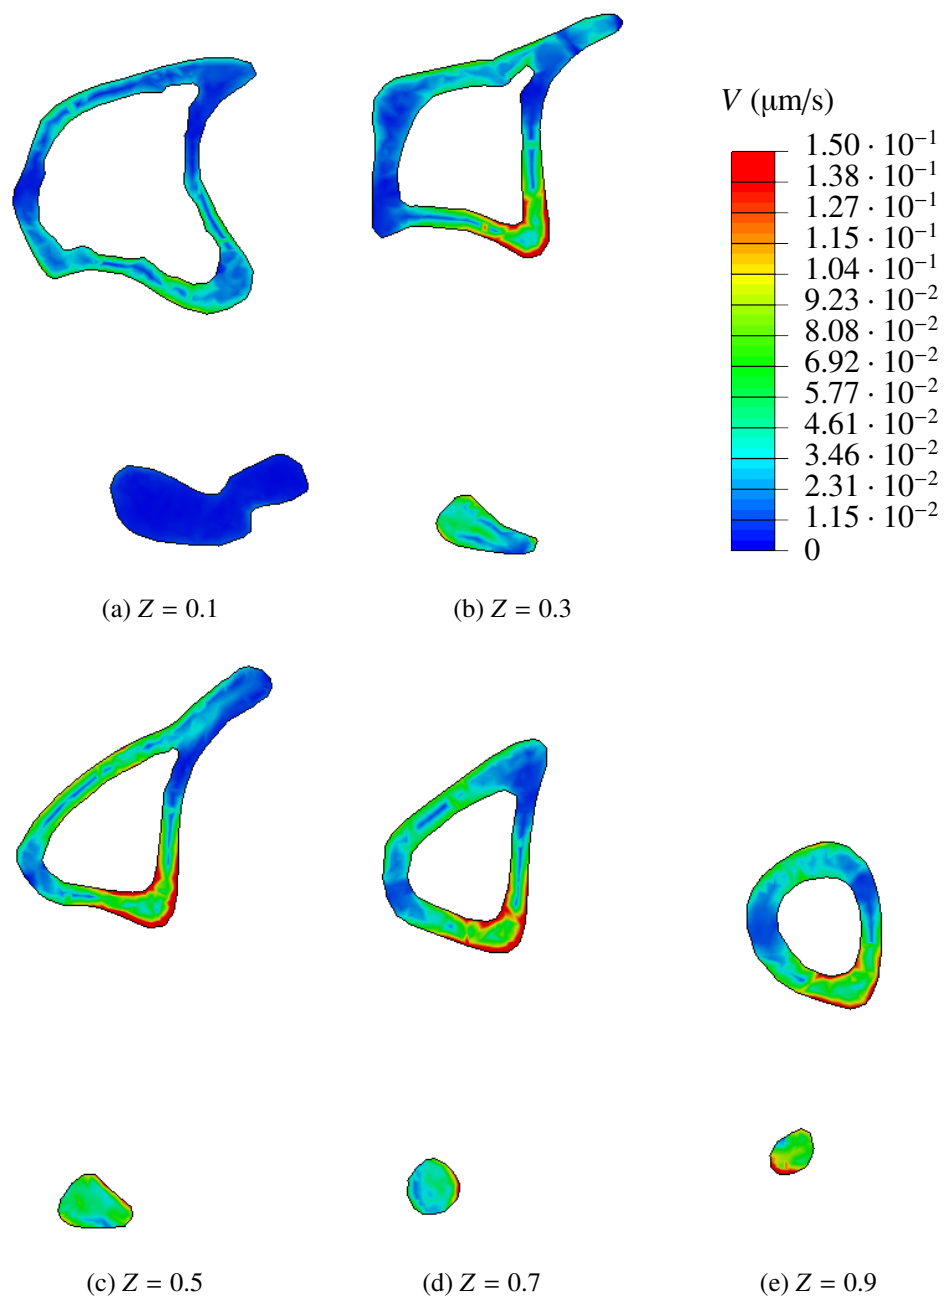 V (μm/s)
1.50 · 10⁻¹
1.38 · 10⁻¹
1.27 · 10⁻¹
1.15 · 10⁻¹
1.04 · 10⁻¹
9.23 · 10⁻²
8.08 · 10⁻²
6.92 · 10⁻²
5.77 · 10⁻²
4.61 · 10⁻²
3.46 · 10⁻²
2.31 · 10⁻²
1.15 · 10⁻²
0
(a) Z = 0.1
(b) Z = 0.3
(c) Z = 0.5
(d) Z = 0.7
(e) Z = 0.9